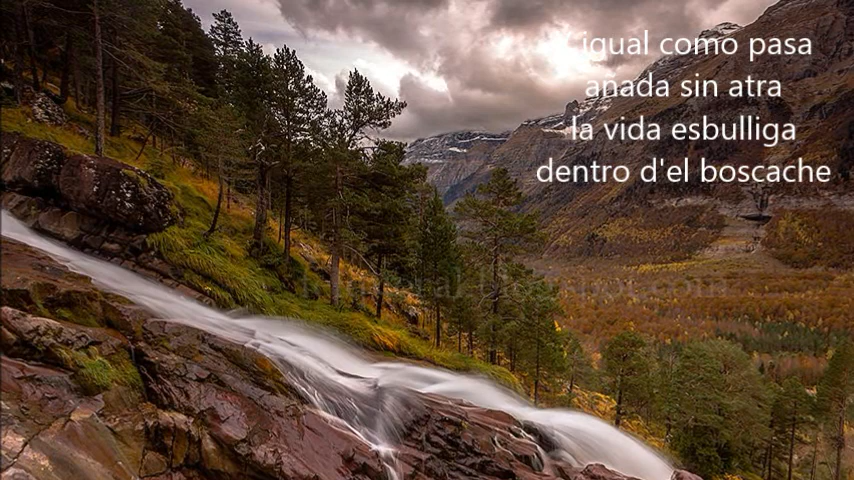 igual como pasa
anada sin atra
la vida esbulliga
dentro d'el boscache